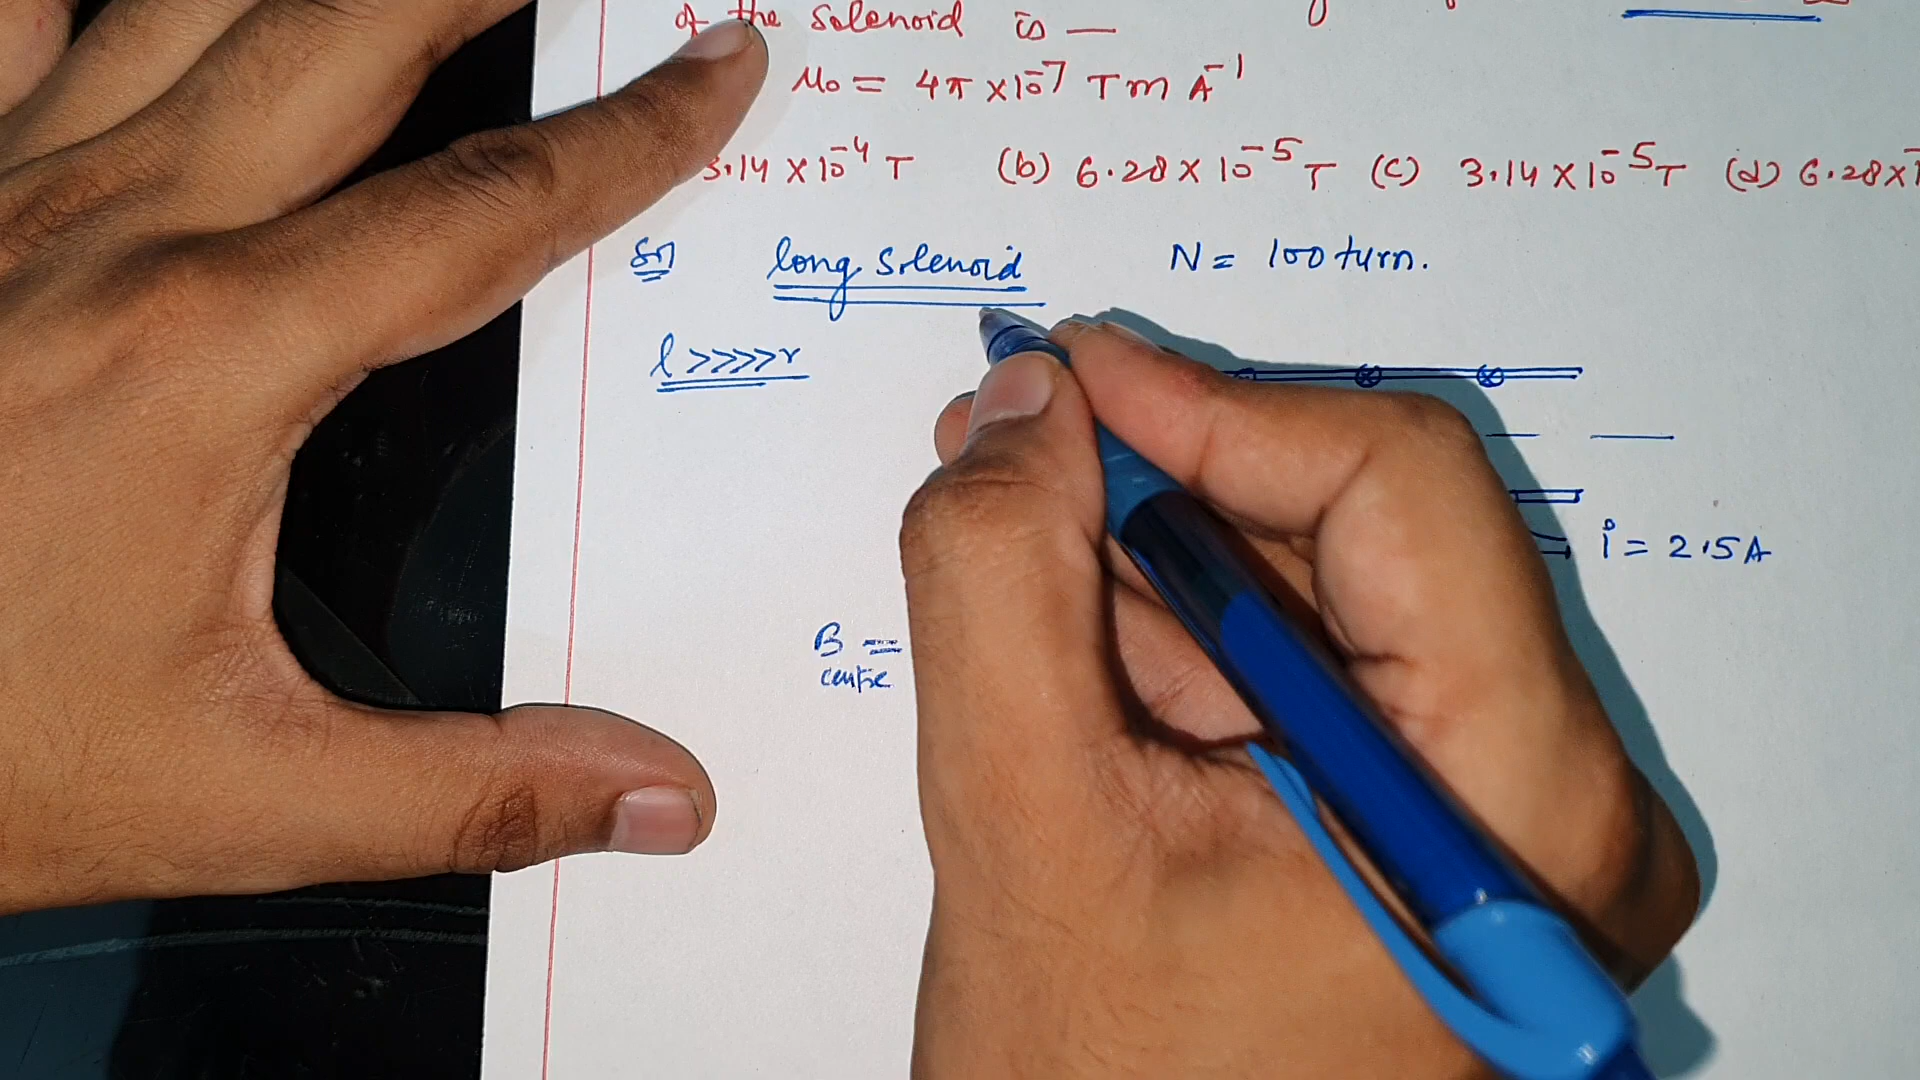 of the Solenoid is —
μ₀ = 4π ×10⁻⁷ T m A⁻¹
3.14 × 10⁻⁴ T (b) 6.28 × 10⁻⁵ T (c) 3.14 × 10⁻⁵ T (d) 6.28×
Sol long Solenoid N = 100 turn.
l >>>> r
i = 2.5A
B =
centre